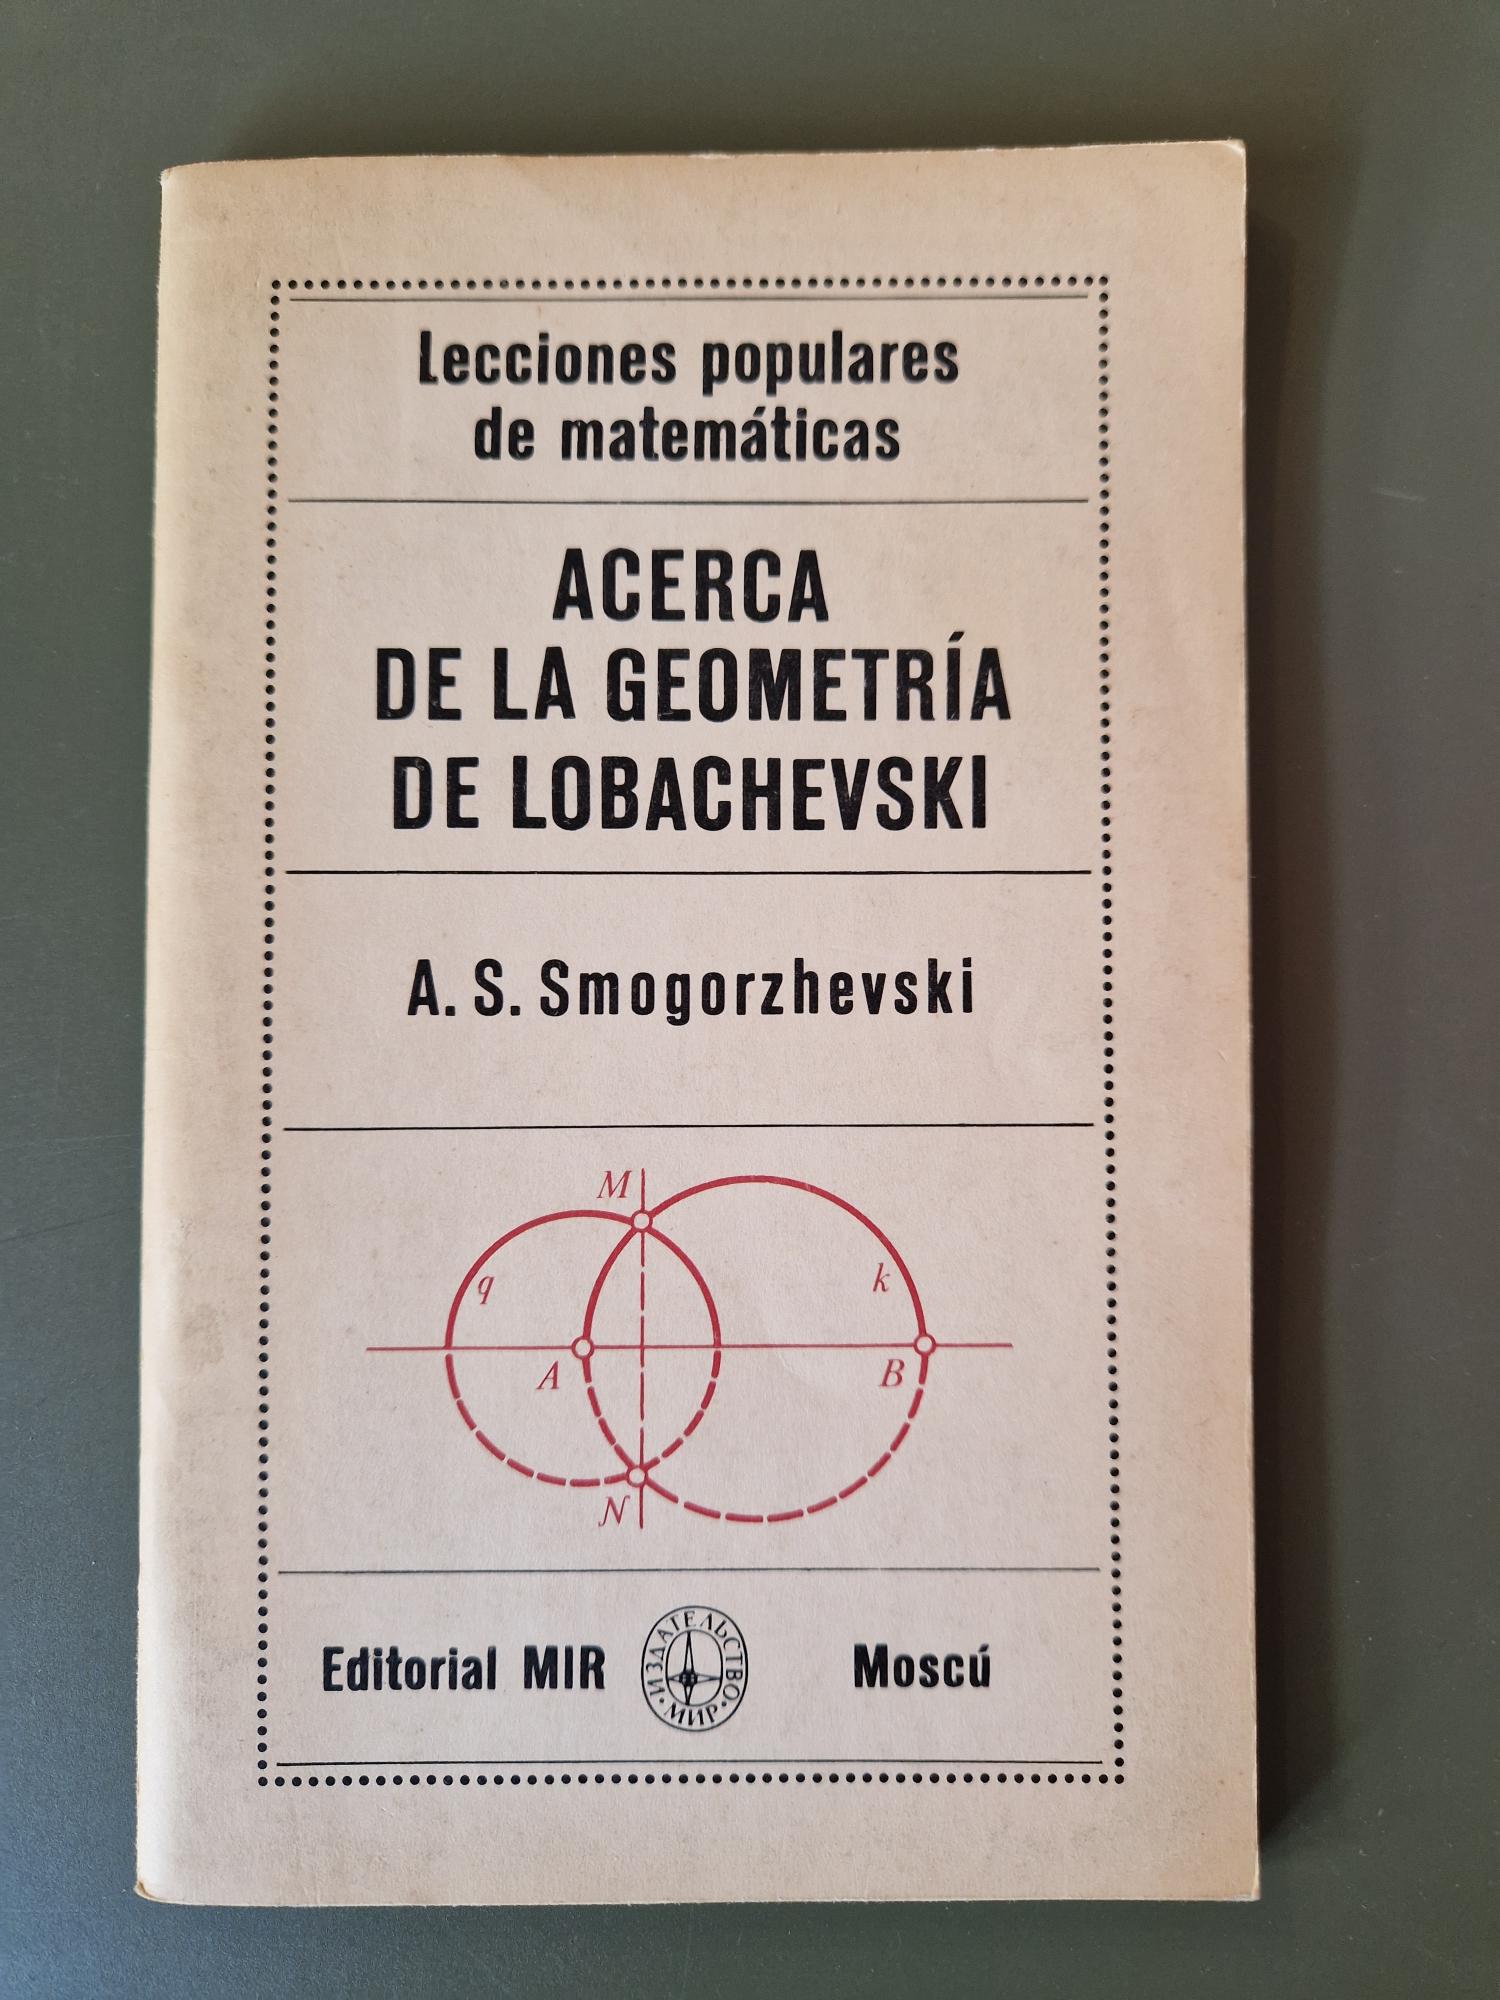 Lecciones populares
de matemáticas
ACERCA
DE LA GEOMETRÍA
DE LOBACHEVSKI
A. S. Smogorzhevski
M
q
k
A
B
N
Editorial MIR
ИЗДАТЕЛЬСТВО · МИР ·
Moscú